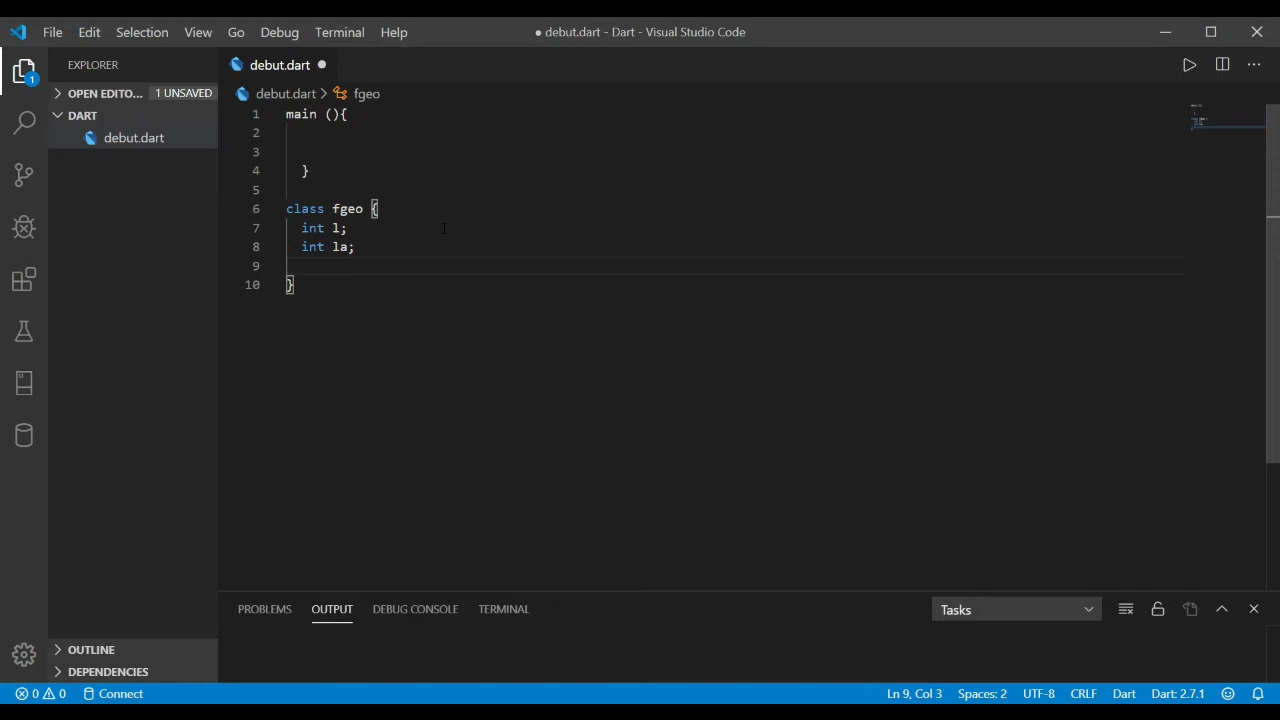 File Edit Selection View Go Debug Terminal Help
● debut.dart - Dart - Visual Studio Code
EXPLORER
debut.dart
1
OPEN EDITO... 1 UNSAVED
DART
debut.dart
debut.dart > fgeo
1 main (){
2
3
4 }
5
6 class fgeo {
7 int l;
8 int la;
9
10 }
PROBLEMS OUTPUT DEBUG CONSOLE TERMINAL
Tasks
OUTLINE
DEPENDENCIES
0 0 Connect
Ln 9, Col 3 Spaces: 2 UTF-8 CRLF Dart Dart: 2.7.1